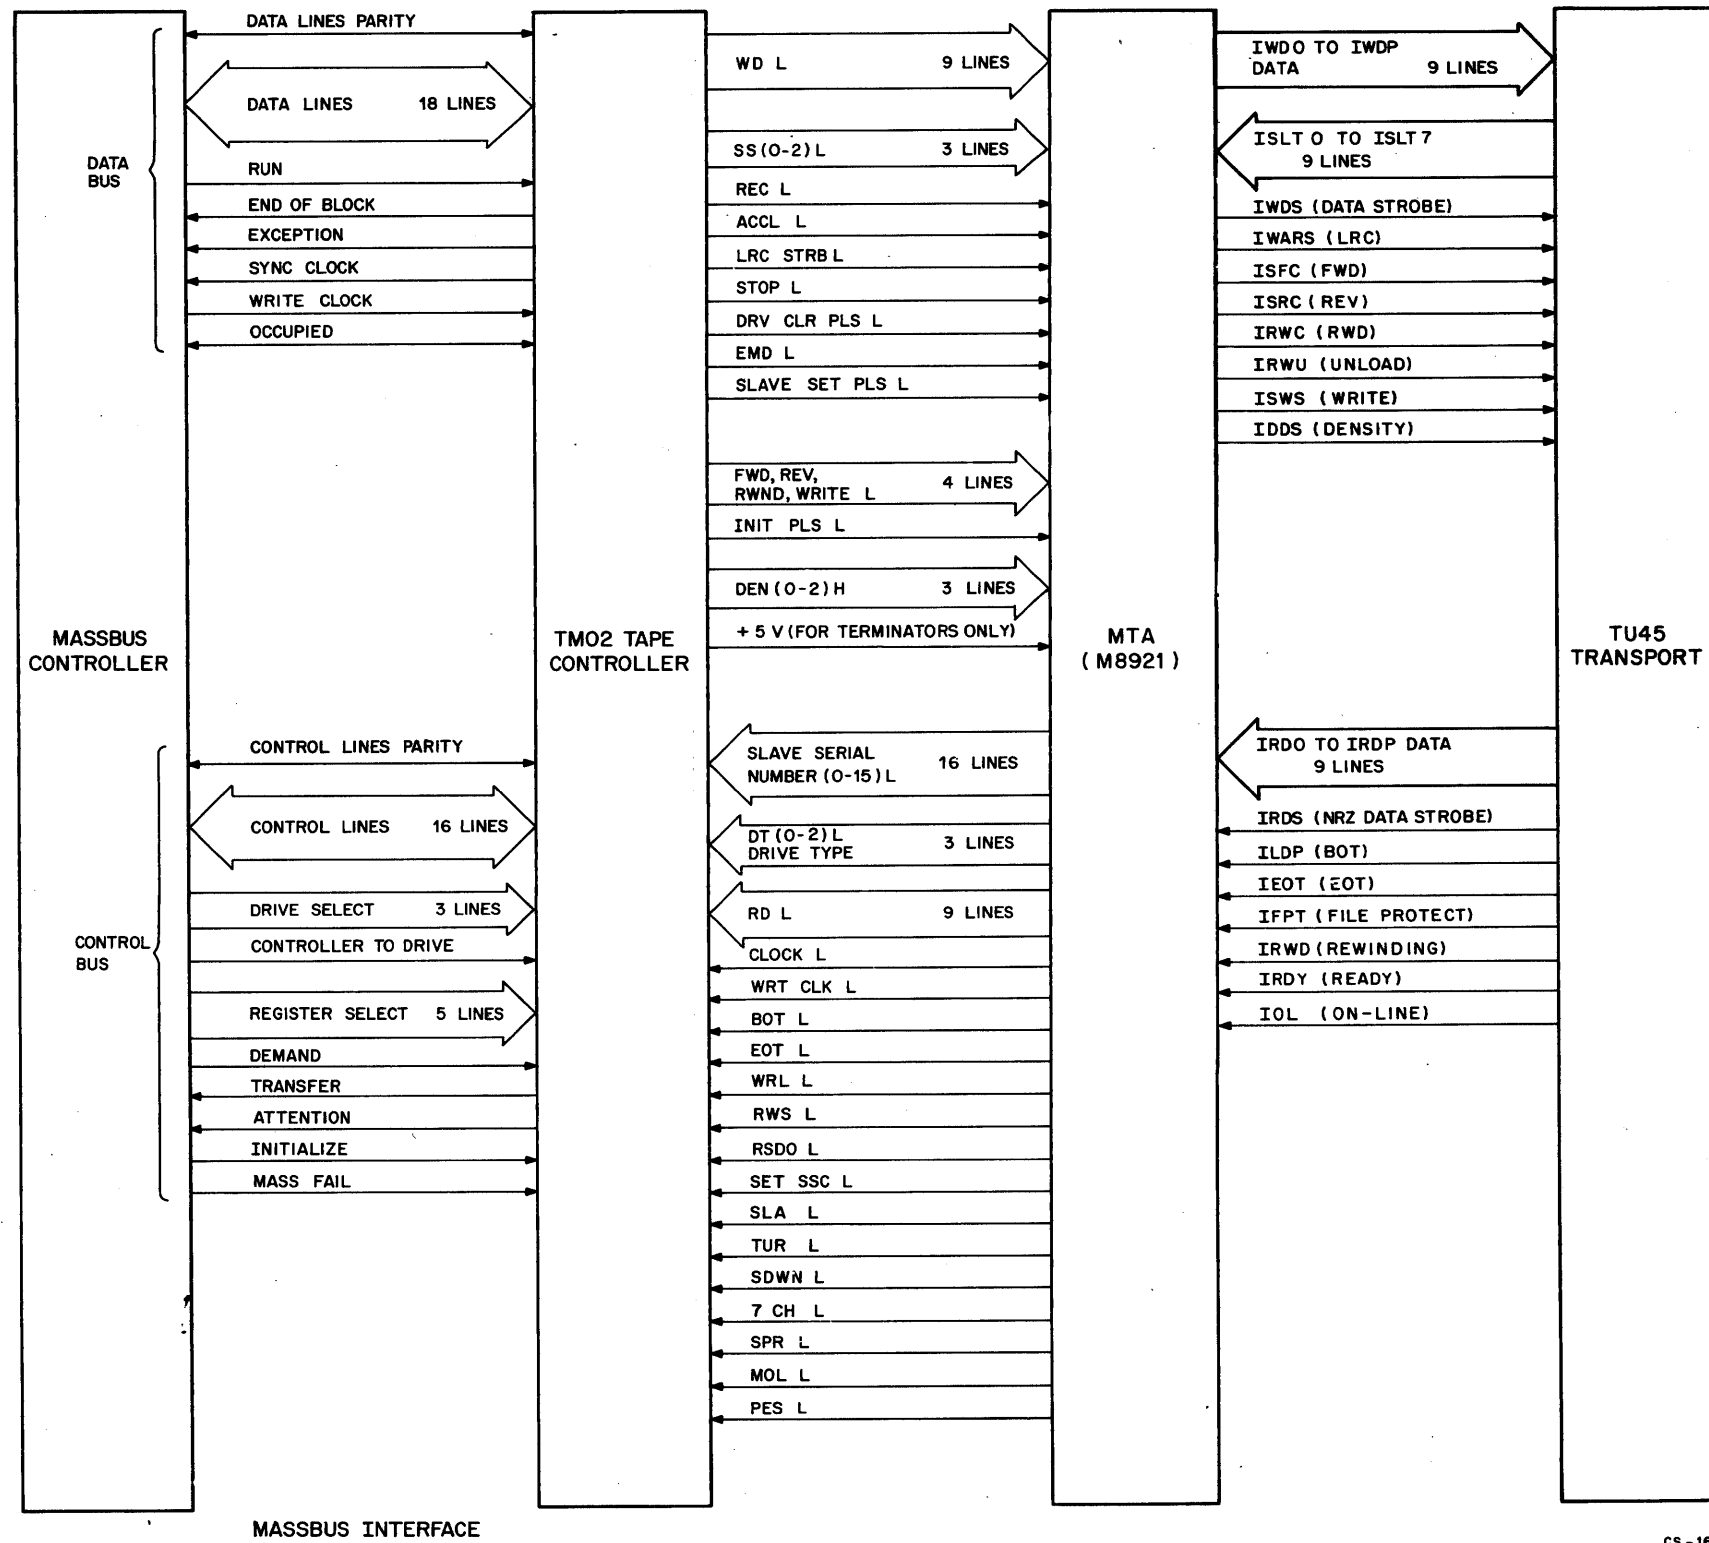 DATA LINES PARITY
DATA LINES 18 LINES
DATA
BUS
RUN
END OF BLOCK
EXCEPTION
SYNC CLOCK
WRITE CLOCK
OCCUPIED
MASSBUS
CONTROLLER
CONTROL LINES PARITY
CONTROL LINES 16 LINES
DRIVE SELECT 3 LINES
CONTROL
BUS
CONTROLLER TO DRIVE
REGISTER SELECT 5 LINES
DEMAND
TRANSFER
ATTENTION
INITIALIZE
MASS FAIL
MASSBUS INTERFACE
TM02 TAPE
CONTROLLER
WD L 9 LINES
SS (0-2) L 3 LINES
REC L
ACCL L
LRC STRB L
STOP L
DRV CLR PLS L
EMD L
SLAVE SET PLS L
FWD, REV,
RWND, WRITE L 4 LINES
INIT PLS L
DEN (0-2) H 3 LINES
+ 5 V (FOR TERMINATORS ONLY)
SLAVE SERIAL
NUMBER (0-15) L 16 LINES
DT (0-2) L
DRIVE TYPE 3 LINES
RD L 9 LINES
CLOCK L
WRT CLK L
BOT L
EOT L
WRL L
RWS L
RSDO L
SET SSC L
SLA L
TUR L
SDWN L
7 CH L
SPR L
MOL L
PES L
MTA
( M8921 )
IWD0 TO IWDP
DATA 9 LINES
ISLT 0 TO ISLT 7
9 LINES
IWDS (DATA STROBE)
IWARS (LRC)
ISFC (FWD)
ISRC (REV)
IRWC (RWD)
IRWU (UNLOAD)
ISWS (WRITE)
IDDS (DENSITY)
IRD0 TO IRDP DATA
9 LINES
IRDS (NRZ DATA STROBE)
ILDP (BOT)
IEOT (EOT)
IFPT (FILE PROTECT)
IRWD (REWINDING)
IRDY (READY)
IOL (ON-LINE)
TU45
TRANSPORT